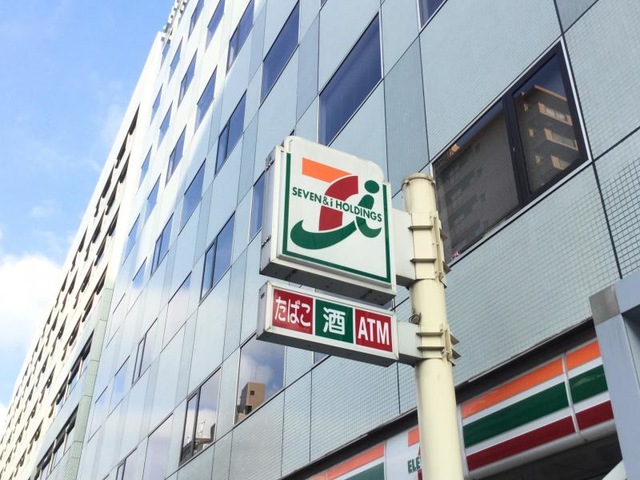 SEVEN & i HOLDINGS
たばこ 酒 ATM
ELE